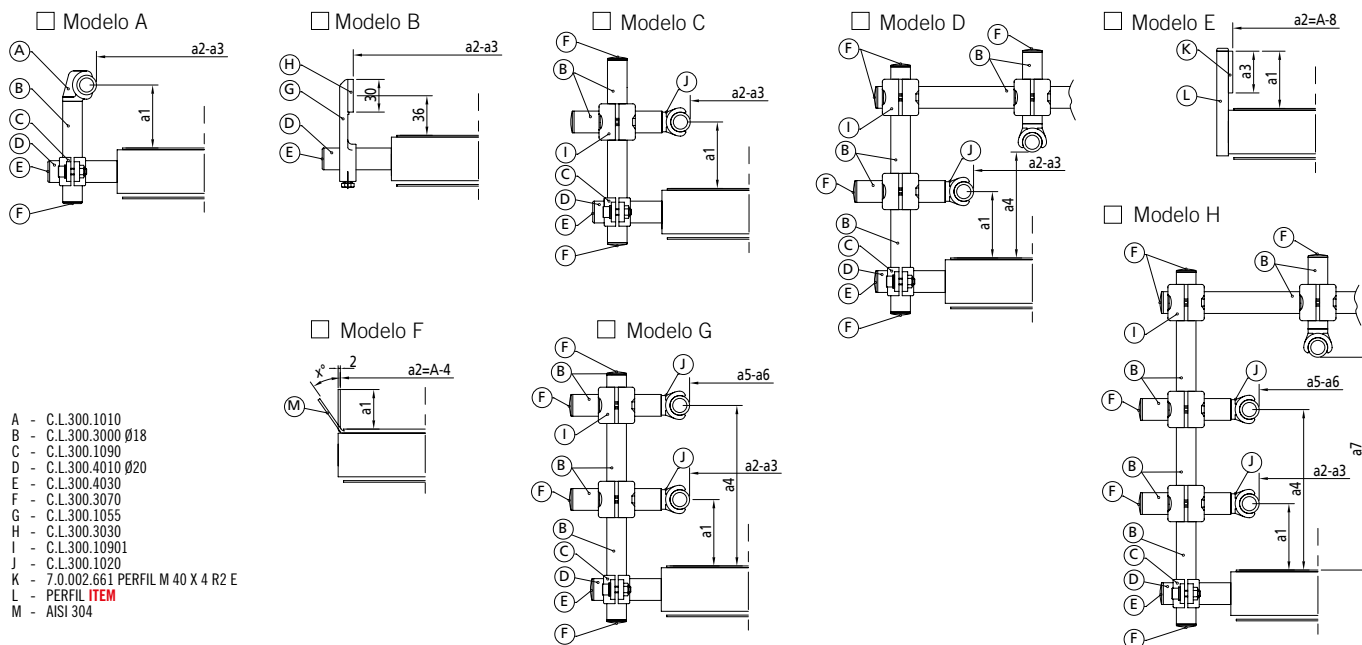 Modelo A
A
B
C
D
E
F
a2-a3
a1
Modelo B
H
G
D
E
a2-a3
30
36
Modelo C
F
B
J
I
C
D
E
F
a2-a3
a1
Modelo D
F
B
F
I
B
J
F
B
C
D
E
F
a2-a3
a1
a4
Modelo E
K
L
a2=A-8
a3
a1
Modelo F
M
x°
2
a2=A-4
a1
Modelo G
F
B
J
F
I
B
J
F
B
C
D
E
F
a5-a6
a2-a3
a4
a1
Modelo H
F
F
B
I
B
J
F
B
J
B
F
B
C
D
E
F
a5-a6
a2-a3
a4
a1
a7
A - C.L.300.1010
B - C.L.300.3000 Ø18
C - C.L.300.1090
D - C.L.300.4010 Ø20
E - C.L.300.4030
F - C.L.300.3070
G - C.L.300.1055
H - C.L.300.3030
I - C.L.300.10901
J - C.L.300.1020
K - 7.0.002.661 PERFIL M 40 X 4 R2 E
L - PERFIL ITEM
M - AISI 304